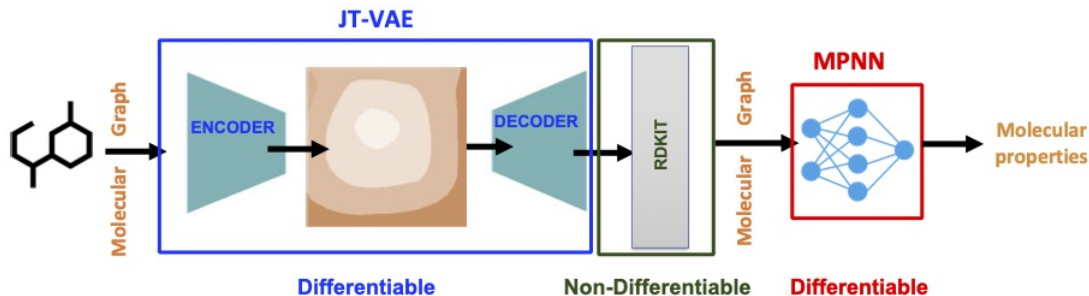 JT-VAE
MPNN
Molecular Graph
ENCODER
DECODER
RDKIT
Molecular Graph
Molecular
properties
Differentiable
Non-Differentiable
Differentiable